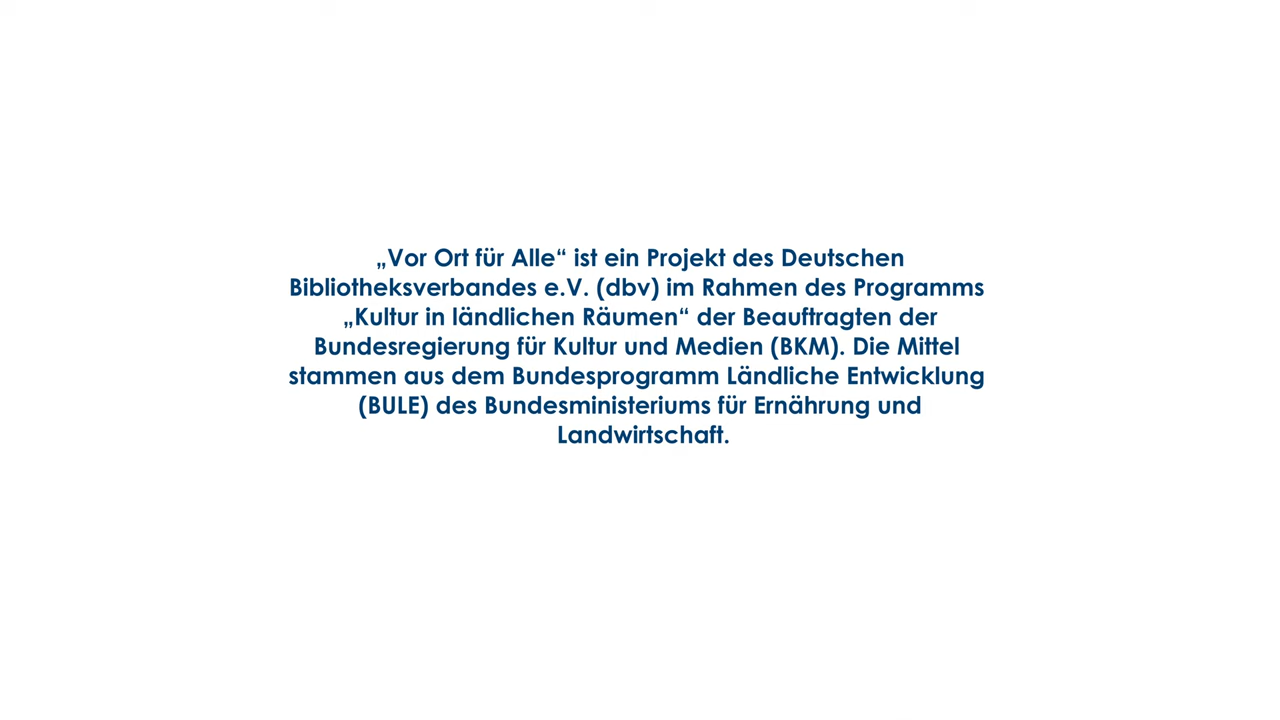 „Vor Ort für Alle“ ist ein Projekt des Deutschen
Bibliotheksverbandes e.V. (dbv) im Rahmen des Programms
„Kultur in ländlichen Räumen“ der Beauftragten der
Bundesregierung für Kultur und Medien (BKM). Die Mittel
stammen aus dem Bundesprogramm Ländliche Entwicklung
(BULE) des Bundesministeriums für Ernährung und
Landwirtschaft.